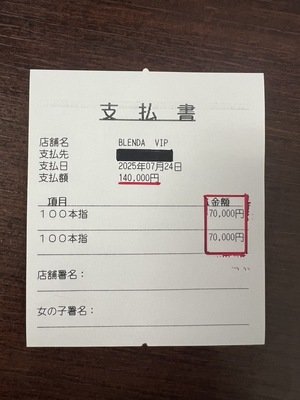 支払書
店舗名 BLENDA VIP
支払先
支払日 2025年07月24日
支払額 140,000円
項目 金額
100本指 70,000円
100本指 70,000円
店舗署名：
女の子署名：